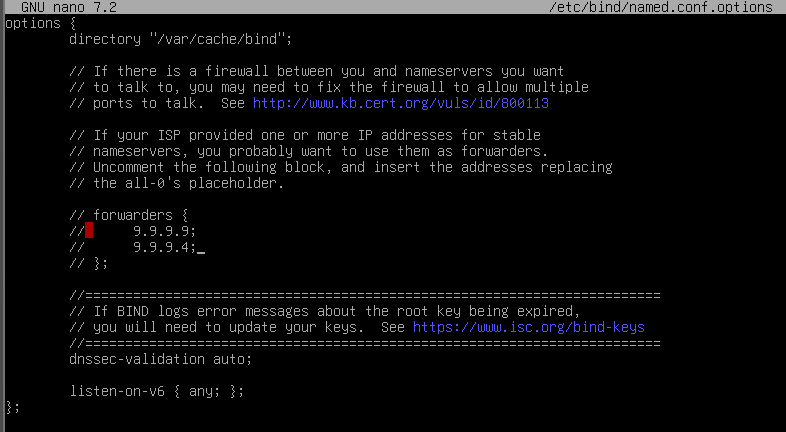 GNU nano 7.2 /etc/bind/named.conf.options
options {
directory "/var/cache/bind";
// If there is a firewall between you and nameservers you want
// to talk to, you may need to fix the firewall to allow multiple
// ports to talk.  See http://www.kb.cert.org/vuls/id/800113
// If your ISP provided one or more IP addresses for stable
// nameservers, you probably want to use them as forwarders.
// Uncomment the following block, and insert the addresses replacing
// the all-0's placeholder.
// forwarders {
//      9.9.9.9;
//      9.9.9.4;_
// };
//========================================================================
// If BIND logs error messages about the root key being expired,
// you will need to update your keys.  See https://www.isc.org/bind-keys
//========================================================================
dnssec-validation auto;
listen-on-v6 { any; };
};